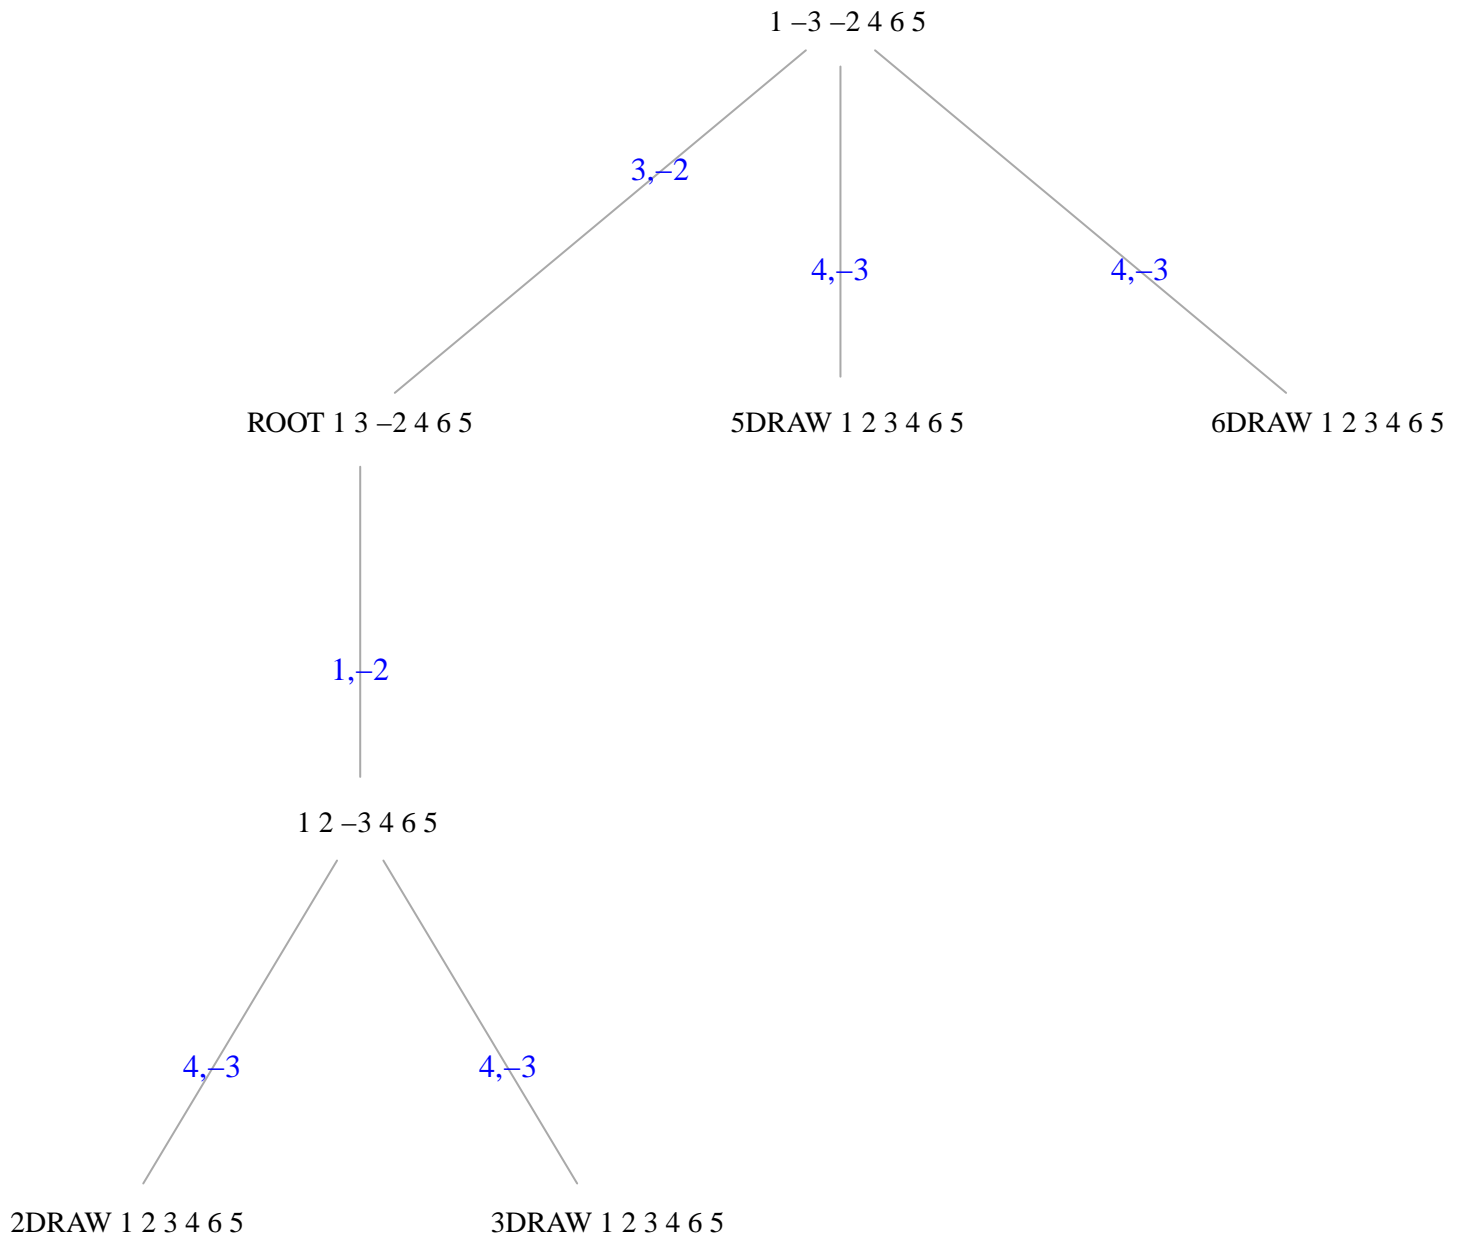 1 –3 –2 4 6 5
3,–2
4,–3
4,–3
ROOT 1 3 –2 4 6 5
5DRAW 1 2 3 4 6 5
6DRAW 1 2 3 4 6 5
1,–2
1 2 –3 4 6 5
4,–3
4,–3
2DRAW 1 2 3 4 6 5
3DRAW 1 2 3 4 6 5